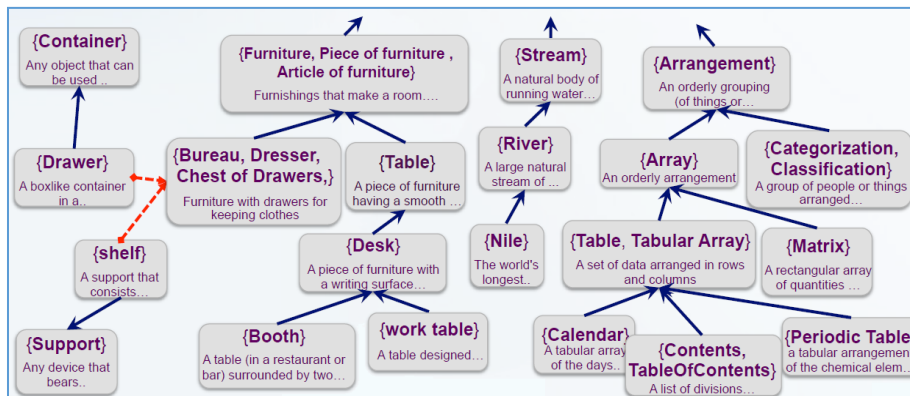 {Container}
Any object that can
be used ..
{Furniture, Piece of furniture ,
Article of furniture}
Furnishings that make a room….
{Stream}
A natural body of
running water…
{Arrangement}
An orderly grouping
(of things or…
{Drawer}
A boxlike container
in a..
{Bureau, Dresser,
Chest of Drawers,}
Furniture with drawers for
keeping clothes
{Table}
A piece of furniture
having a smooth …
{River}
A large natural
stream of …
{Array}
An orderly arrangement
{Categorization,
Classification}
A group of people or things
arranged…
{shelf}
A support that
consists…
{Desk}
A piece of furniture with
a writing surface…
{Nile}
The world's
longest..
{Table, Tabular Array}
A set of data arranged in rows
and columns
{Matrix}
A rectangular array
of quantities …
{Support}
Any device that
bears..
{Booth}
A table (in a restaurant or
bar) surrounded by two…
{work table}
A table designed…
{Calendar}
A tabular array
of the days..
{Contents,
TableOfContents}
A list of divisions…
{Periodic Table
a tabular arrangemen
of the chemical elem…